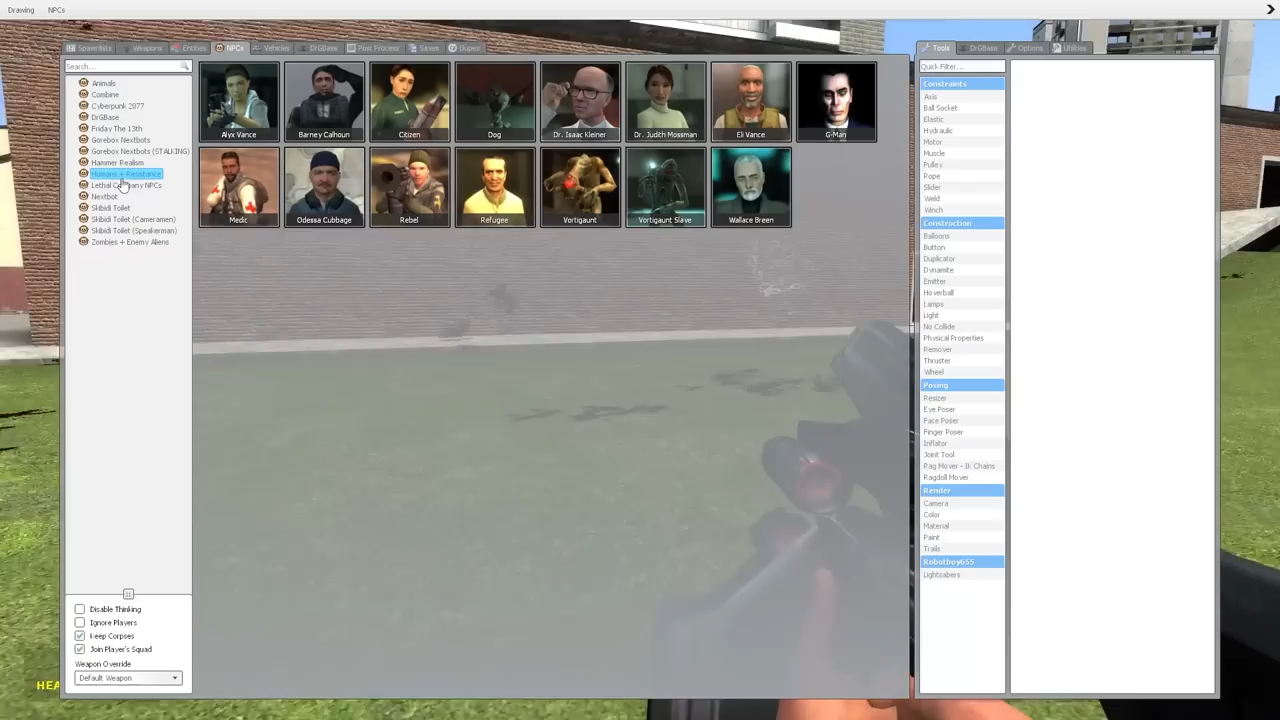 Drawing NPCs
Spawnlists Weapons Entities NPCs Vehicles DRGBase Post Process Saves Dupes
Search...
Animals
Combine
Cyberpunk 2077
DrGBase
Friday The 13th
Gorebox Nextbots
Gorebox Nextbots (STALKING)
Hammer Realism
Humans + Resistance
Lethal Company NPCs
Nextbot
Skibidi Toilet
Skibidi Toilet (Cameramen)
Skibidi Toilet (Speakerman)
Zombies + Enemy Aliens
Alyx Vance Barney Calhoun Citizen Dog Dr. Isaac Kleiner Dr. Judith Mossman Eli Vance G-Man
Medic Odessa Cubbage Rebel Refugee Vortigaunt Vortigaunt Slave Wallace Breen
Disable Thinking
Ignore Players
Keep Corpses
Join Player's Squad
Weapon Override
Default Weapon
HEA
Tools DRGBase Options Utilities
Quick Filter...
Constraints
Axis
Ball Socket
Elastic
Hydraulic
Motor
Muscle
Pulley
Rope
Slider
Weld
Winch
Construction
Balloons
Button
Duplicator
Dynamite
Emitter
Hoverball
Lamps
Light
No Collide
Physical Properties
Remover
Thruster
Wheel
Posing
Resizer
Eye Poser
Face Poser
Finger Poser
Inflator
Joint Tool
Rag Mover - IK Chains
Ragdoll Mover
Render
Camera
Color
Material
Paint
Trails
Robotboy655
Lightsabers